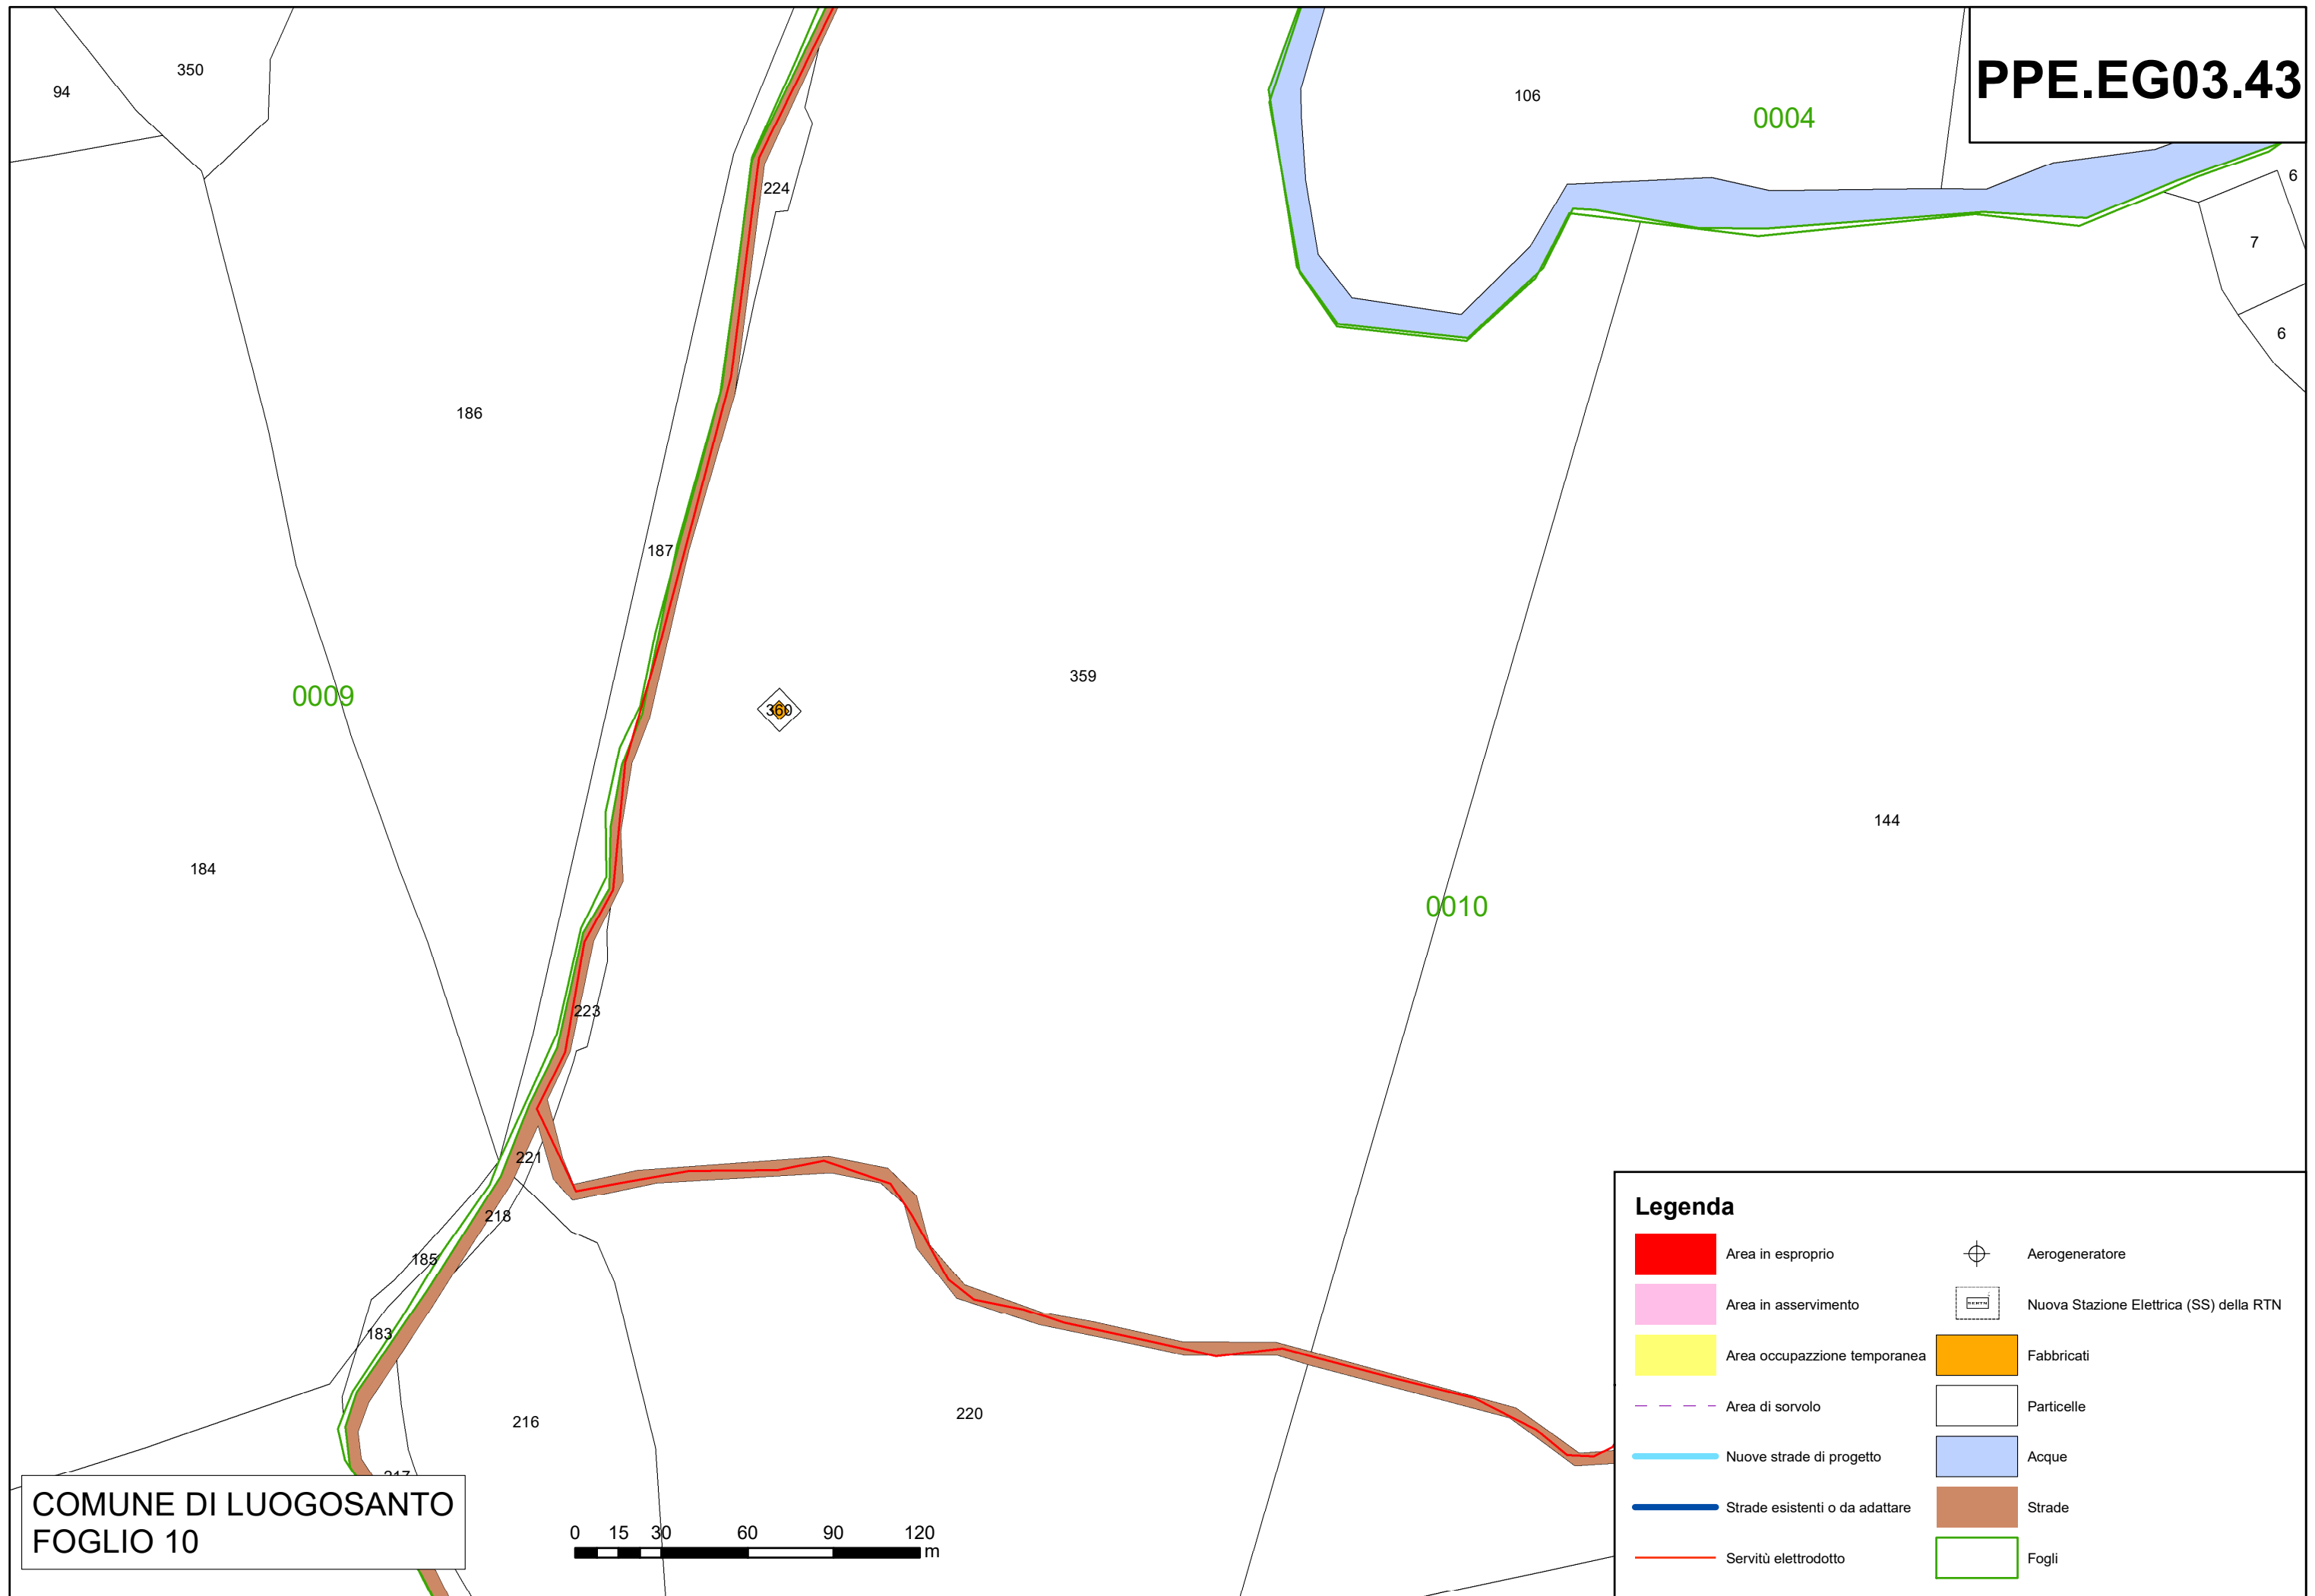 PPE.EG03.43
350
94
106
0004
6
224
7
6
186
187
359
0009
360
144
184
0010
223
221
218
185
183
216
220
217
COMUNE DI LUOGOSANTO
FOGLIO 10
0 15 30 60 90 120
m
Legenda
Area in esproprio
Aerogeneratore
Area in asservimento
Nuova Stazione Elettrica (SS) della RTN
Area occupazzione temporanea
Fabbricati
Area di sorvolo
Particelle
Nuove strade di progetto
Acque
Strade esistenti o da adattare
Strade
Servitù elettrodotto
Fogli